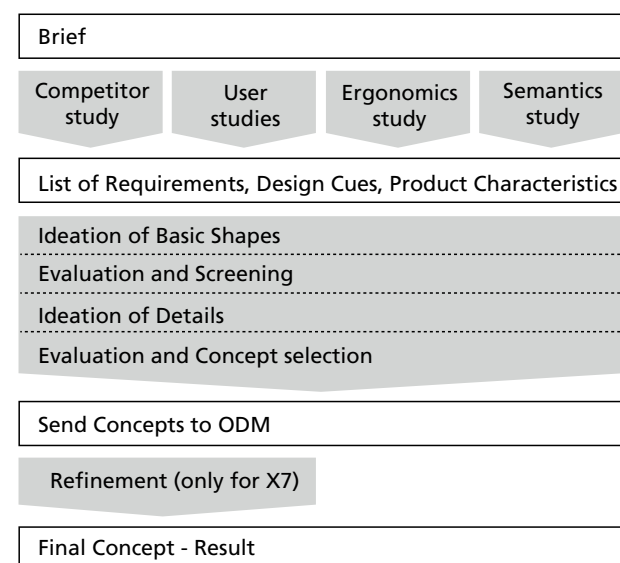 Brief
Competitor
study
User
studies
Ergonomics
study
Semantics
study
List of Requirements, Design Cues, Product Characteristics
Ideation of Basic Shapes
Evaluation and Screening
Ideation of Details
Evaluation and Concept selection
Send Concepts to ODM
Refinement (only for X7)
Final Concept - Result